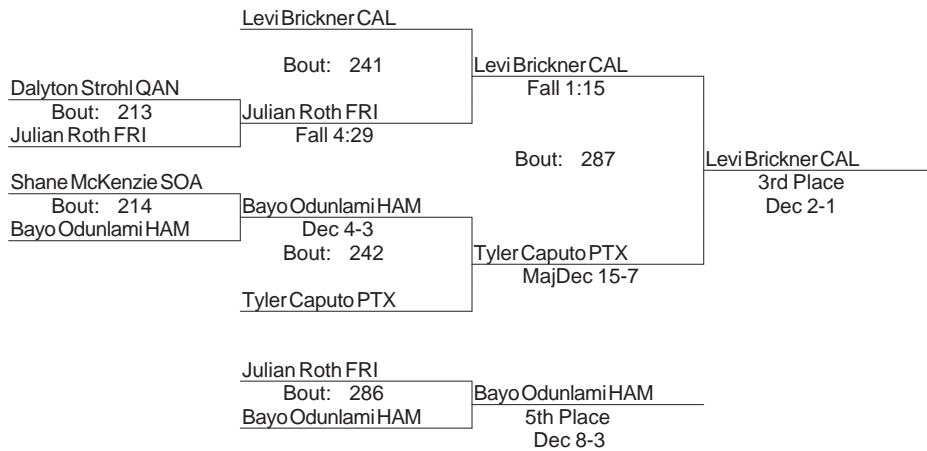 Levi Brickner CAL
Bout: 241
Levi Brickner CAL
Fall 1:15
Dalyton Strohl QAN
Bout: 213
Julian Roth FRI
Julian Roth FRI
Fall 4:29
Bout: 287
Levi Brickner CAL
3rd Place
Dec 2-1
Shane McKenzie SOA
Bout: 214
Bayo Odunlami HAM
Bayo Odunlami HAM
Dec 4-3
Bout: 242
Tyler Caputo PTX
MajDec 15-7
Tyler Caputo PTX
Julian Roth FRI
Bout: 286
Bayo Odunlami HAM
Bayo Odunlami HAM
5th Place
Dec 8-3